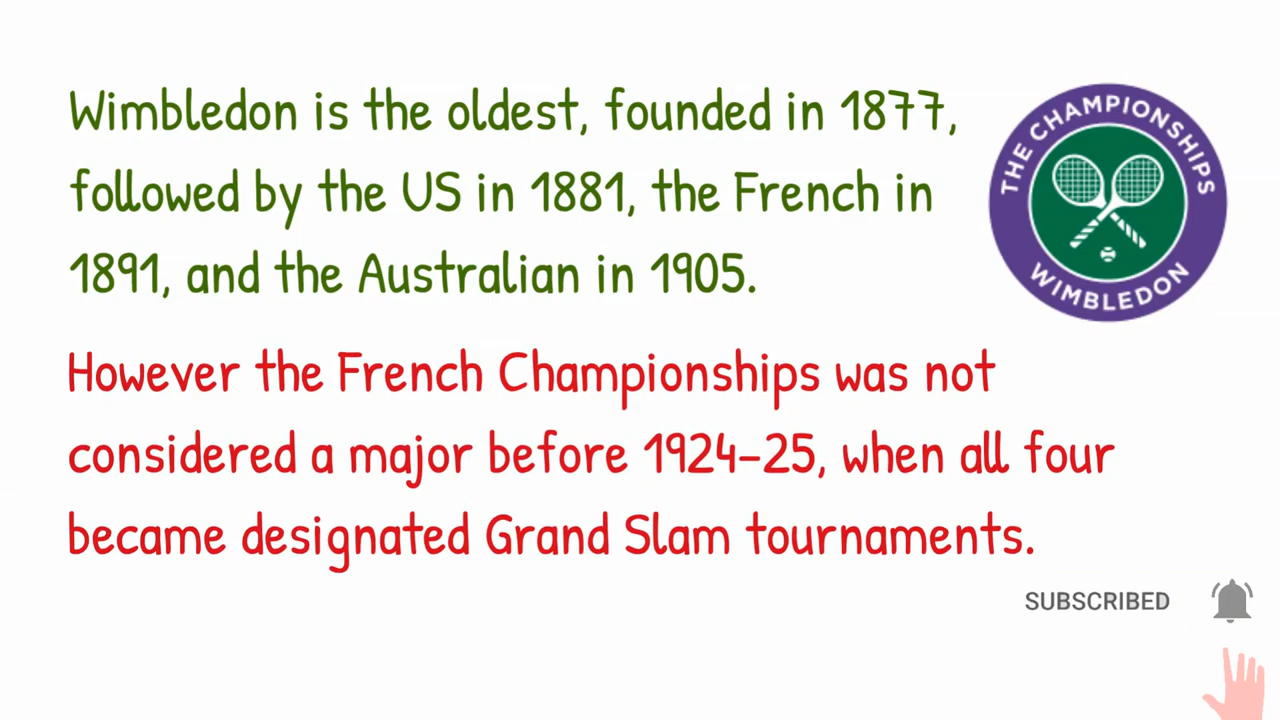 Wimbledon is the oldest, founded in 1877,
followed by the US in 1881, the French in
1891, and the Australian in 1905.
THE CHAMPIONSHIPS
WIMBLEDON
However the French Championships was not
considered a major before 1924-25, when all four
became designated Grand Slam tournaments.
SUBSCRIBED